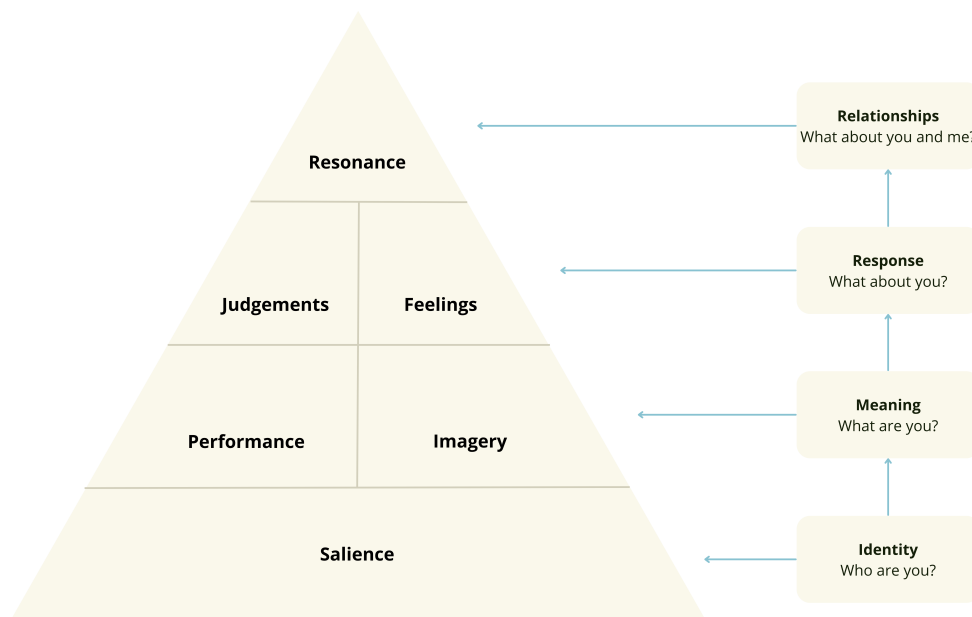 Relationships
What about you and me?
Resonance
Response
What about you?
Judgements
Feelings
Meaning
What are you?
Performance
Imagery
Identity
Who are you?
Salience